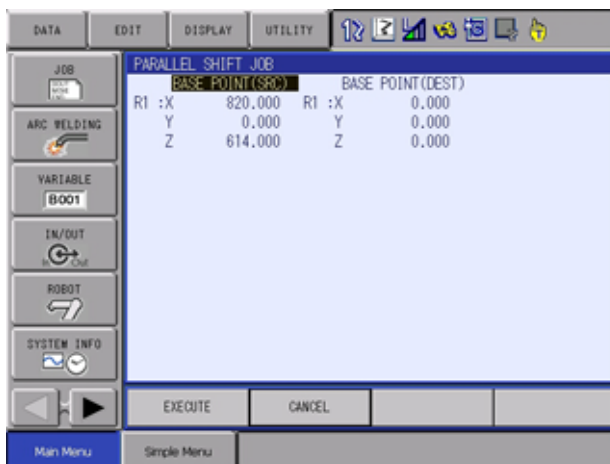 DATA EDIT DISPLAY UTILITY
JOB
ARC WELDING
VARIABLE
B001
IN/OUT
In Out
ROBOT
SYSTEM INFO
PARALLEL SHIFT JOB
BASE POINT(SRC) BASE POINT(DEST)
R1 :X 820.000 R1 :X 0.000
Y 0.000 Y 0.000
Z 614.000 Z 0.000
EXECUTE CANCEL
Main Menu Simple Menu